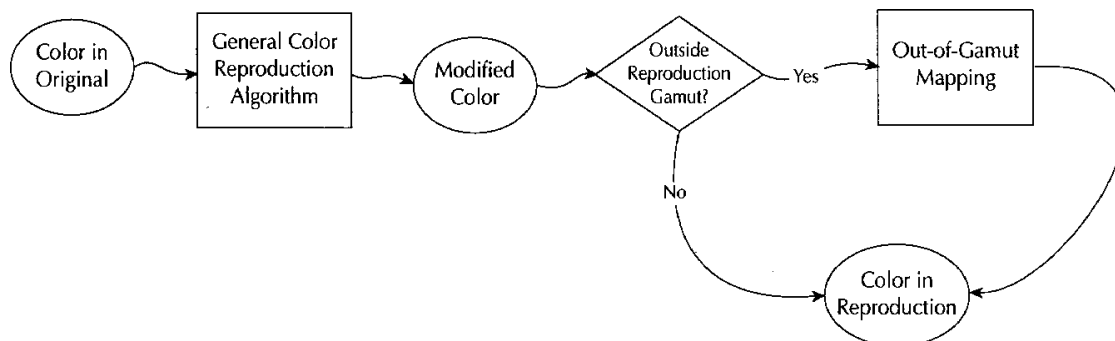 Color in
Original
General Color
Reproduction
Algorithm
Modified
Color
Outside
Reproduction
Gamut?
Yes
Out-of-Gamut
Mapping
No
Color in
Reproduction